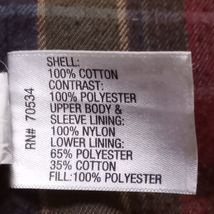 SHELL:
100% COTTON
CONTRAST:
100% POLYESTER
UPPER BODY &
SLEEVE LINING:
100% NYLON
LOWER LINING:
65% POLYESTER
35% COTTON
FILL:100% POLYESTER
RN# 70534